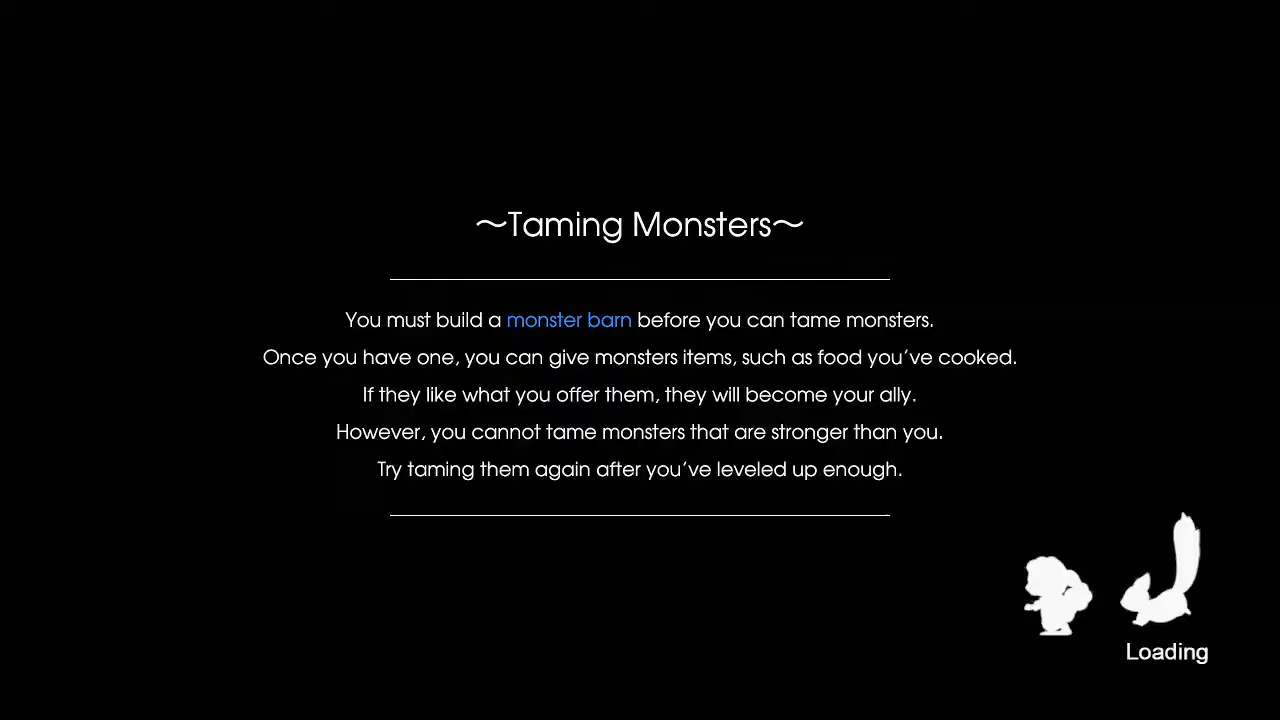 ～Taming Monsters～
You must build a monster barn before you can tame monsters.
Once you have one, you can give monsters items, such as food you've cooked.
If they like what you offer them, they will become your ally.
However, you cannot tame monsters that are stronger than you.
Try taming them again after you've leveled up enough.
Loading